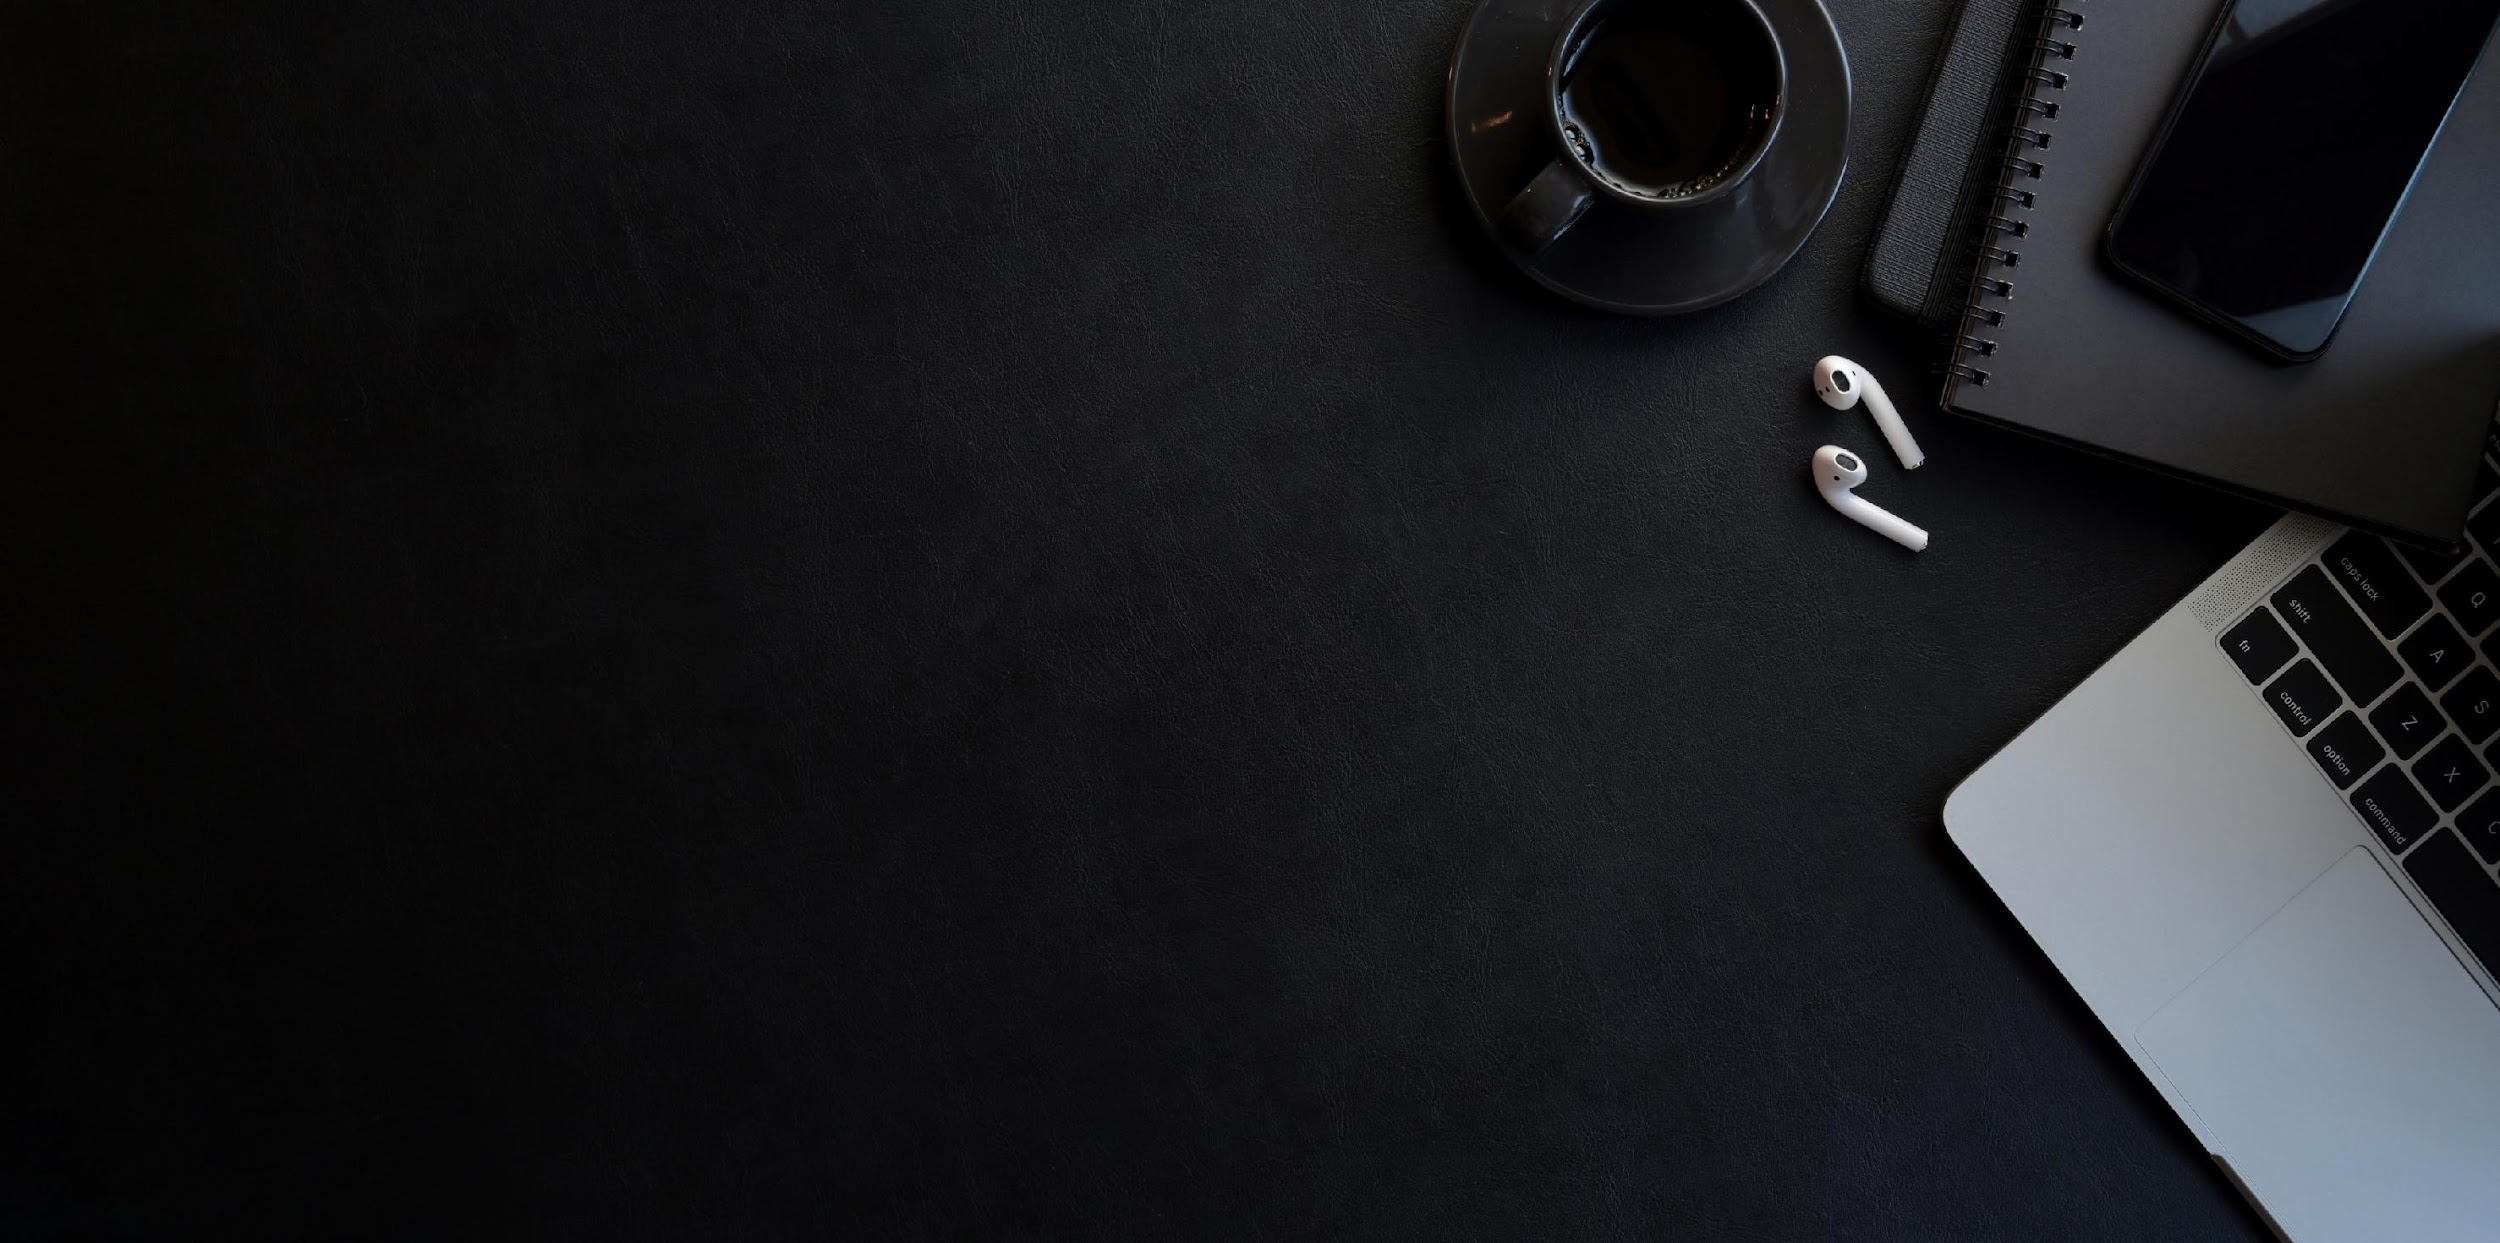 caps lock
Q
shift
A
S
fn
Z
control
X
option
C
command